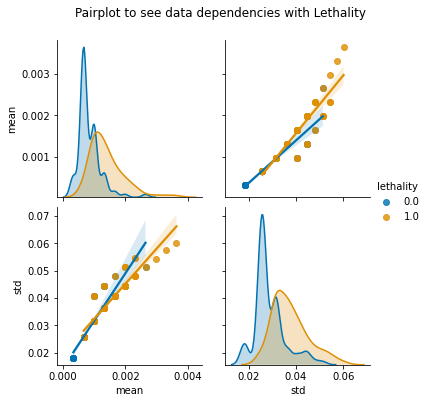 Pairplot to see data dependencies with Lethality
0.003
0.002
0.001
mean
lethality
0.0
1.0
0.07
0.06
0.05
0.04
0.03
0.02
std
0.000 0.002 0.004
mean
0.02 0.04 0.06
std